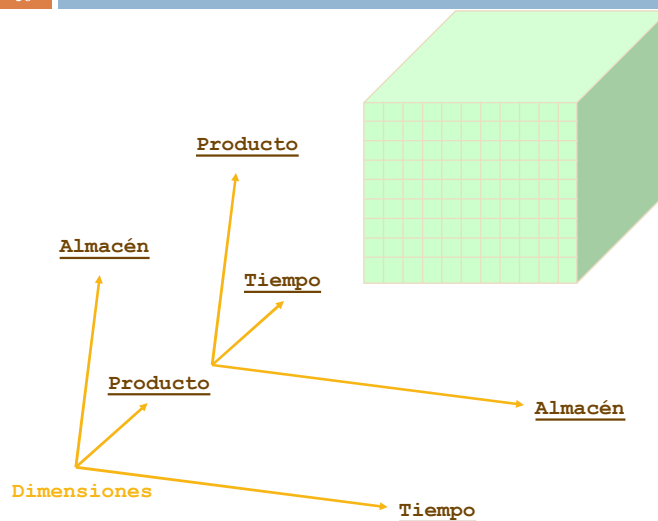 Producto
Almacén
Tiempo
Producto
Almacén
Dimensiones
Tiempo